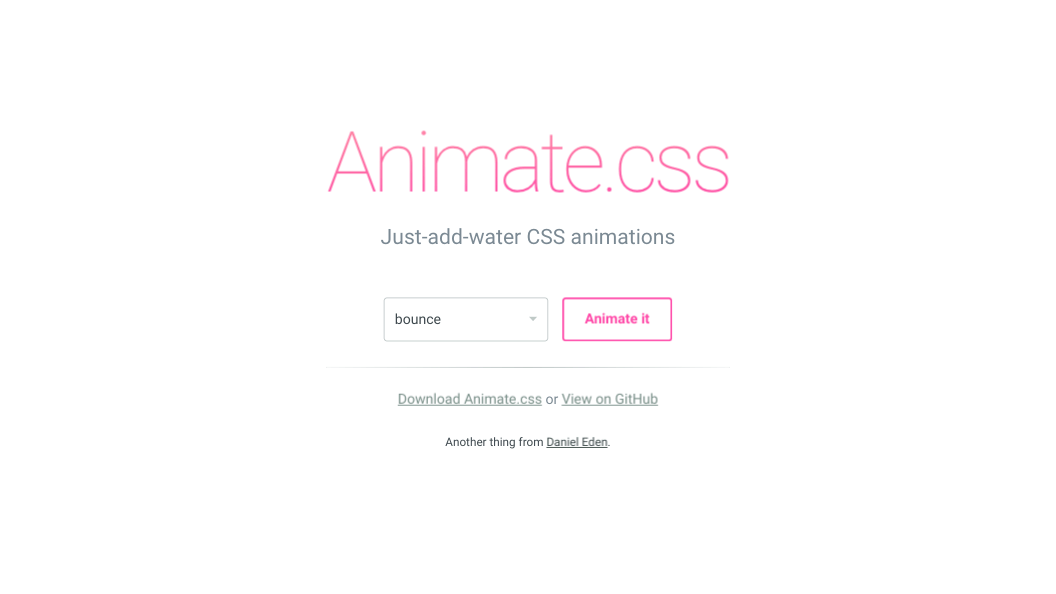 Animate.css
Just-add-water CSS animations
bounce
Animate it
Download Animate.css or View on GitHub
Another thing from Daniel Eden.